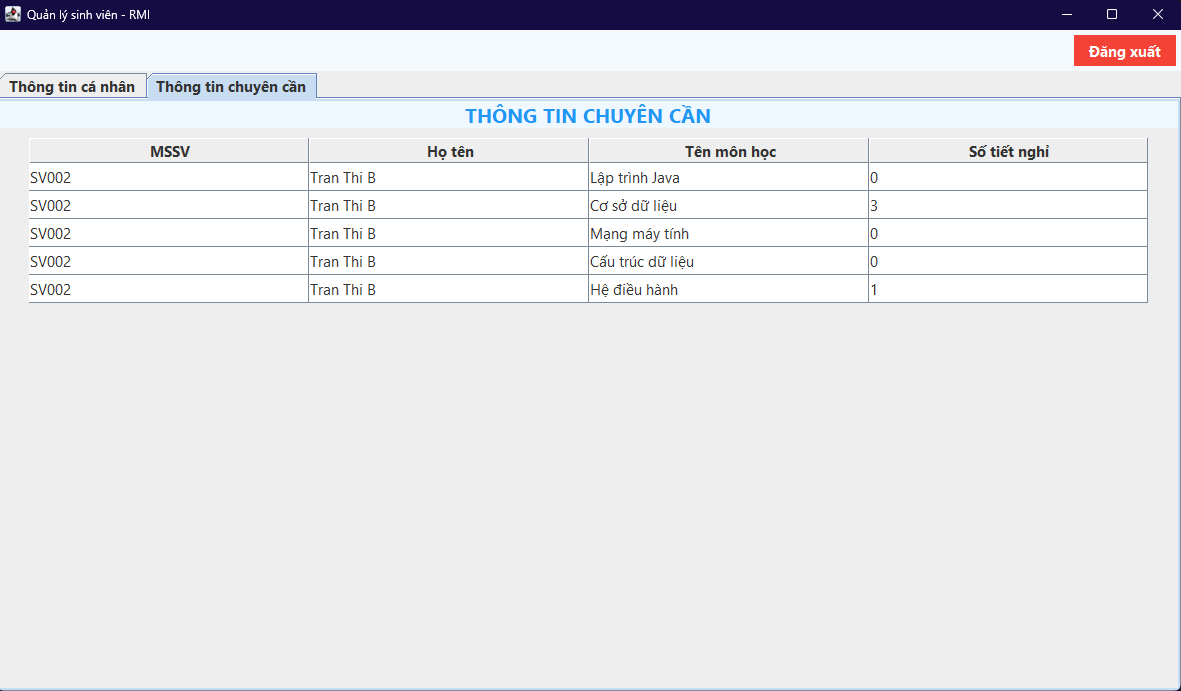 Quản lý sinh viên - RMI
Đăng xuất
Thông tin cá nhân Thông tin chuyên cần
THÔNG TIN CHUYÊN CẦN
MSSV Họ tên Tên môn học Số tiết nghỉ
SV002 Tran Thi B Lập trình Java 0
SV002 Tran Thi B Cơ sở dữ liệu 3
SV002 Tran Thi B Mạng máy tính 0
SV002 Tran Thi B Cấu trúc dữ liệu 0
SV002 Tran Thi B Hệ điều hành 1